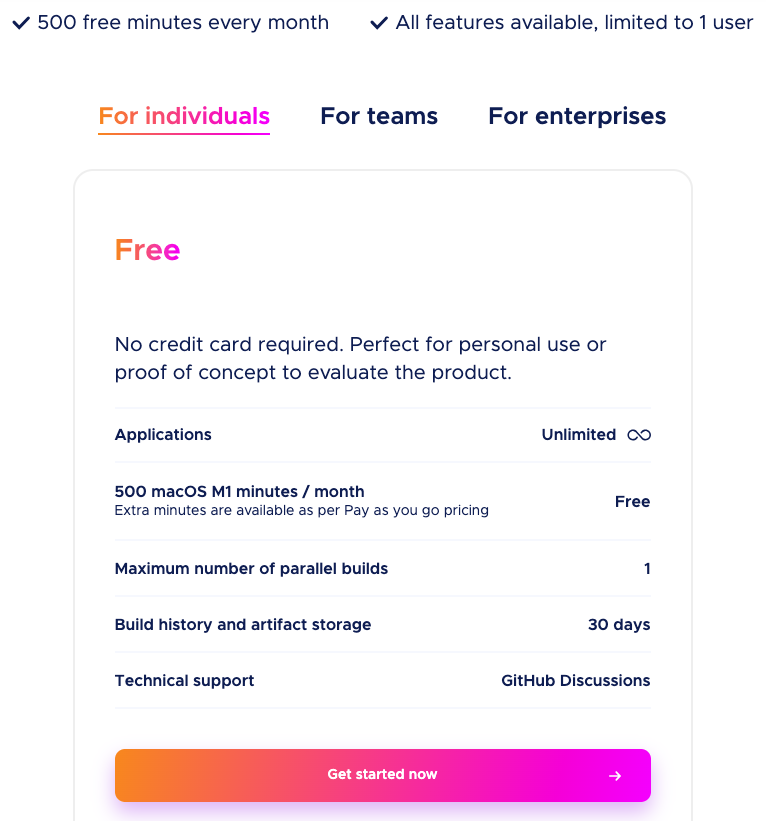 500 free minutes every month
All features available, limited to 1 user
For individuals
For teams
For enterprises
Free
No credit card required. Perfect for personal use or
proof of concept to evaluate the product.
Applications
Unlimited
500 macOS M1 minutes / month
Extra minutes are available as per Pay as you go pricing
Free
Maximum number of parallel builds
1
Build history and artifact storage
30 days
Technical support
GitHub Discussions
Get started now